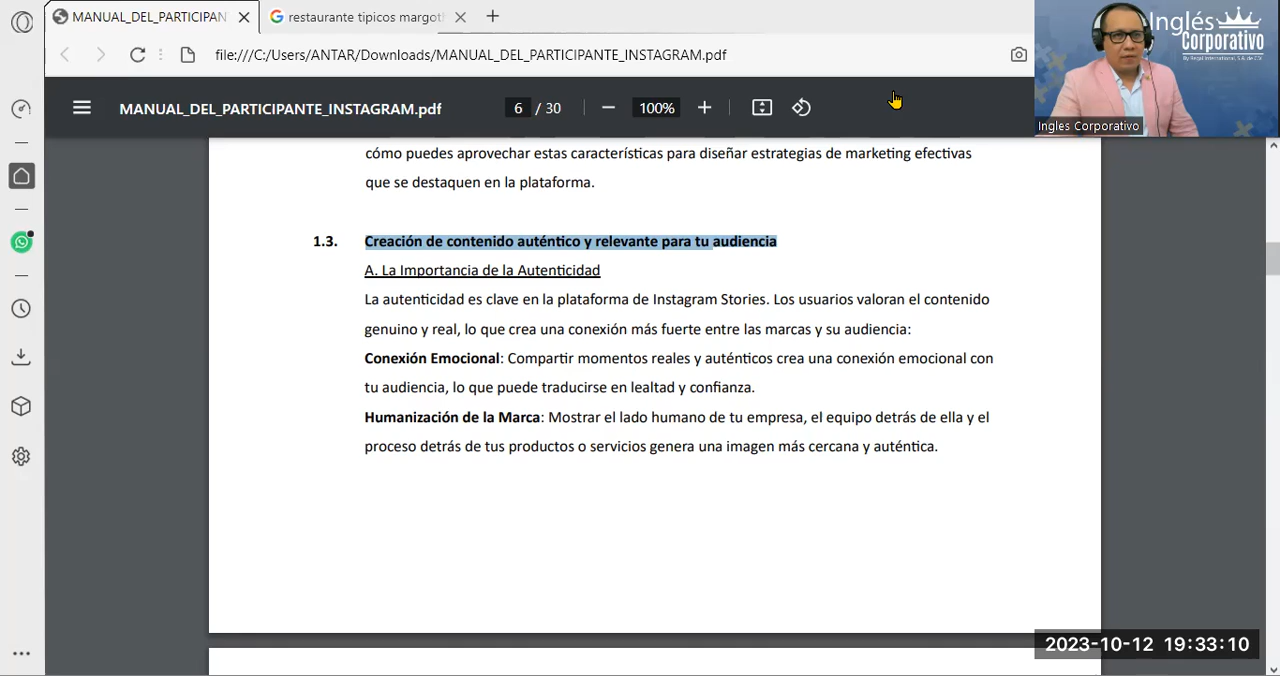 MANUAL_DEL_PARTICIPAN
restaurante tipicos margot
file:///C:/Users/ANTAR/Downloads/MANUAL_DEL_PARTICIPANTE_INSTAGRAM.pdf
MANUAL_DEL_PARTICIPANTE_INSTAGRAM.pdf
6 / 30
100%
Inglés
Corporativo
By Regal International, S.A. de C.V.
Ingles Corporativo
cómo puedes aprovechar estas características para diseñar estrategias de marketing efectivas
que se destaquen en la plataforma.
1.3. Creación de contenido auténtico y relevante para tu audiencia
A. La Importancia de la Autenticidad
La autenticidad es clave en la plataforma de Instagram Stories. Los usuarios valoran el contenido
genuino y real, lo que crea una conexión más fuerte entre las marcas y su audiencia:
Conexión Emocional: Compartir momentos reales y auténticos crea una conexión emocional con
tu audiencia, lo que puede traducirse en lealtad y confianza.
Humanización de la Marca: Mostrar el lado humano de tu empresa, el equipo detrás de ella y el
proceso detrás de tus productos o servicios genera una imagen más cercana y auténtica.
2023-10-12 19:33:10